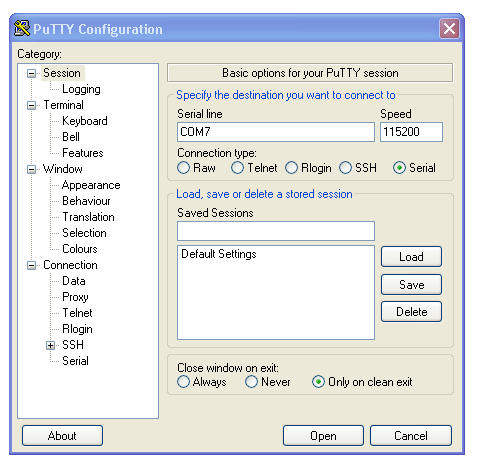 PuTTY Configuration
Category:
Session
Logging
Terminal
Keyboard
Bell
Features
Window
Appearance
Behaviour
Translation
Selection
Colours
Connection
Data
Proxy
Telnet
Rlogin
SSH
Serial
Basic options for your PuTTY session
Specify the destination you want to connect to
Serial line Speed
COM7 115200
Connection type:
Raw Telnet Rlogin SSH Serial
Load, save or delete a stored session
Saved Sessions
Default Settings
Load
Save
Delete
Close window on exit:
Always Never Only on clean exit
About Open Cancel